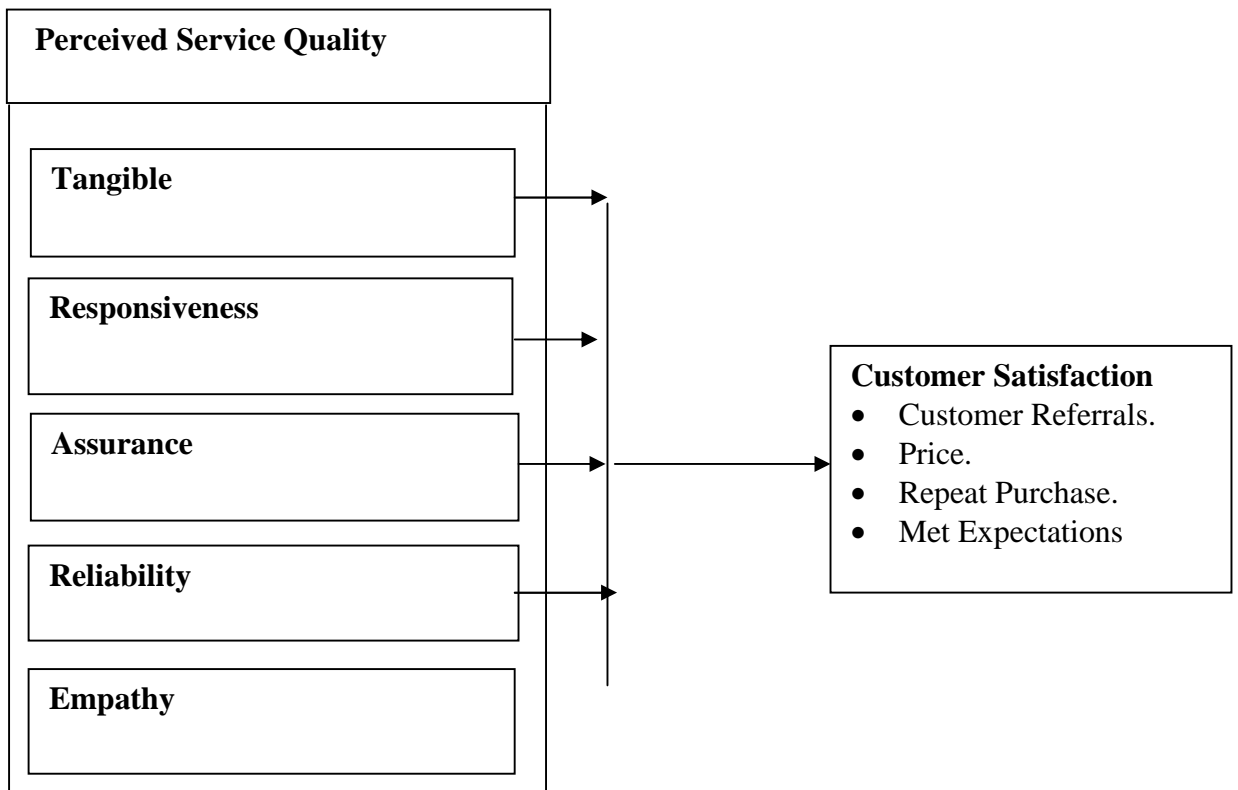 Perceived Service Quality
Tangible
Responsiveness
Assurance
Reliability
Empathy
Customer Satisfaction
• Customer Referrals.
• Price.
• Repeat Purchase.
• Met Expectations